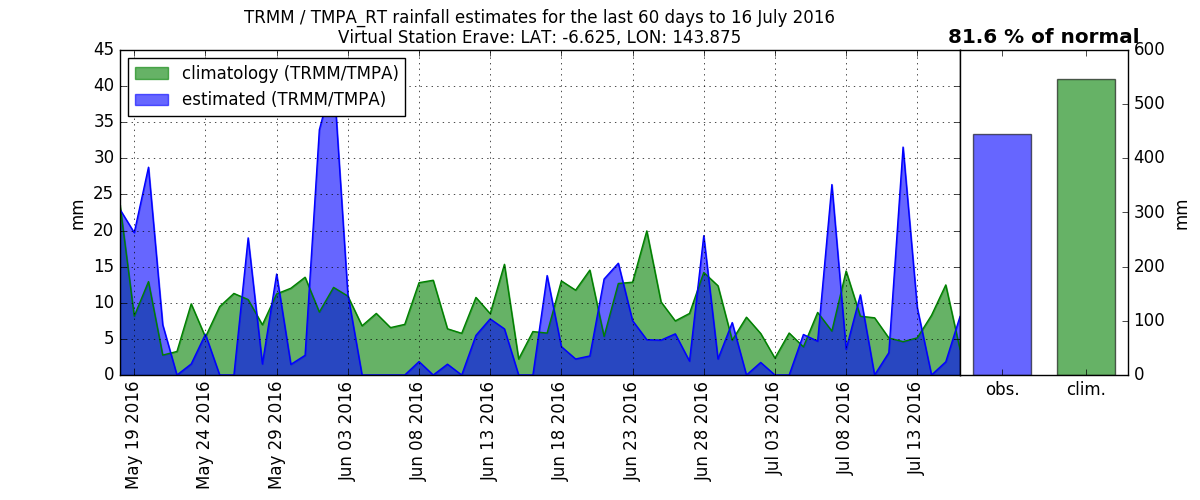 TRMM / TMPA_RT rainfall estimates for the last 60 days to 16 July 2016
Virtual Station Erave: LAT: -6.625, LON: 143.875
81.6 % of normal
climatology (TRMM/TMPA)
estimated (TRMM/TMPA)
45
40
35
30
25
20
15
10
5
0
mm
May 19 2016
May 24 2016
May 29 2016
Jun 03 2016
Jun 08 2016
Jun 13 2016
Jun 18 2016
Jun 23 2016
Jun 28 2016
Jul 03 2016
Jul 08 2016
Jul 13 2016
obs.
clim.
600
500
400
300
200
100
0
mm